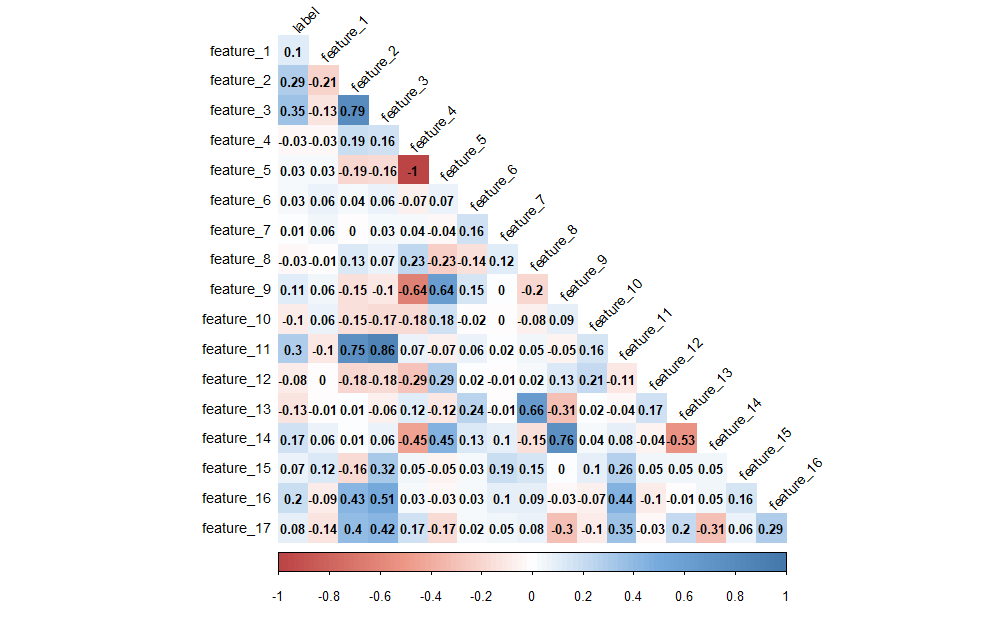 label
feature_1 0.1 feature_1
feature_2 0.29 -0.21 feature_2
feature_3 0.35 -0.13 0.79 feature_3
feature_4 -0.03 -0.03 0.19 0.16 feature_4
feature_5 0.03 0.03 -0.19 -0.16 -1 feature_5
feature_6 0.03 0.06 0.04 0.06 -0.07 0.07 feature_6
feature_7 0.01 0.06 0 0.03 0.04 -0.04 0.16 feature_7
feature_8 -0.03 -0.01 0.13 0.07 0.23 -0.23 -0.14 0.12 feature_8
feature_9 0.11 0.06 -0.15 -0.1 -0.64 0.64 0.15 0 -0.2 feature_9
feature_10 -0.1 0.06 -0.15 -0.17 -0.18 0.18 -0.02 0 -0.08 0.09 feature_10
feature_11 0.3 -0.1 0.75 0.86 0.07 -0.07 0.06 0.02 0.05 -0.05 0.16 feature_11
feature_12 -0.08 0 -0.18 -0.18 -0.29 0.29 0.02 -0.01 0.02 0.13 0.21 -0.11 feature_12
feature_13 -0.13 -0.01 0.01 -0.06 0.12 -0.12 0.24 -0.01 0.66 -0.31 0.02 -0.04 0.17 feature_13
feature_14 0.17 0.06 0.01 0.06 -0.45 0.45 0.13 0.1 -0.15 0.76 0.04 0.08 -0.04 -0.53 feature_14
feature_15 0.07 0.12 -0.16 0.32 0.05 -0.05 0.03 0.19 0.15 0 0.1 0.26 0.05 0.05 0.05 feature_15
feature_16 0.2 -0.09 0.43 0.51 0.03 -0.03 0.03 0.1 0.09 -0.03 -0.07 0.44 -0.1 -0.01 0.05 0.16 feature_16
feature_17 0.08 -0.14 0.4 0.42 0.17 -0.17 0.02 0.05 0.08 -0.3 -0.1 0.35 -0.03 0.2 -0.31 0.06 0.29
-1 -0.8 -0.6 -0.4 -0.2 0 0.2 0.4 0.6 0.8 1